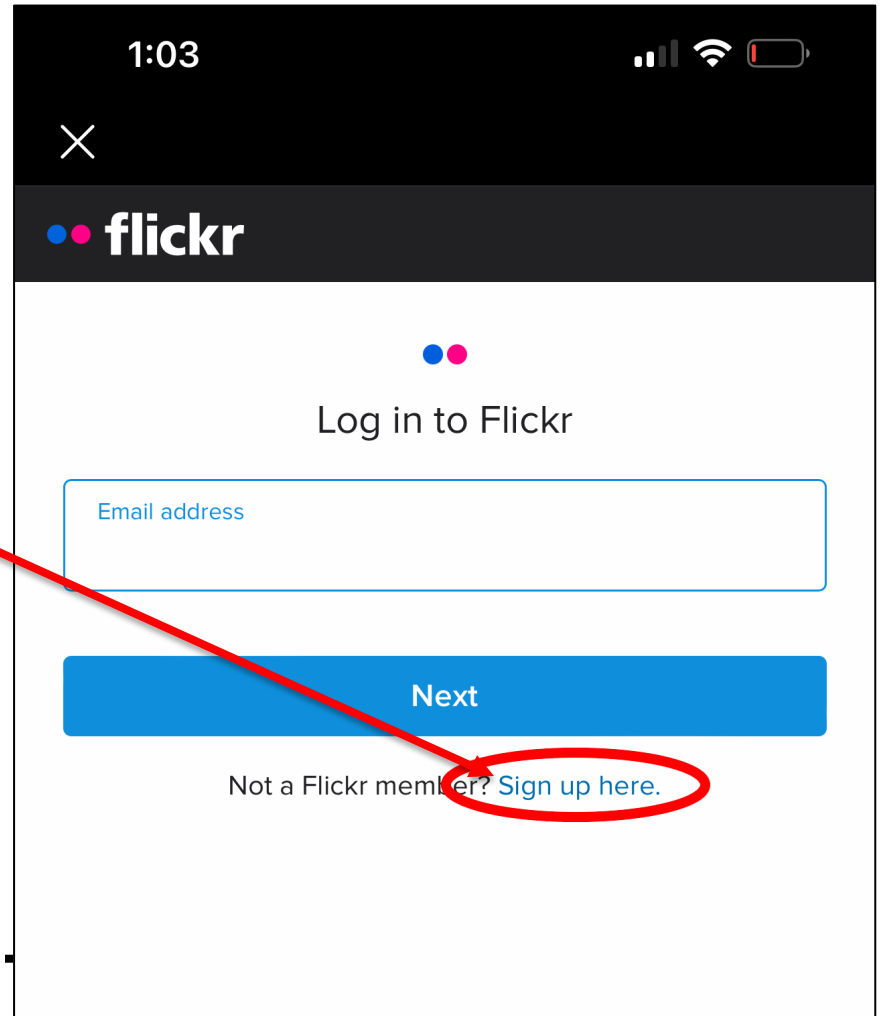 1:03
flickr
Log in to Flickr
Email address
Next
Not a Flickr member? Sign up here.